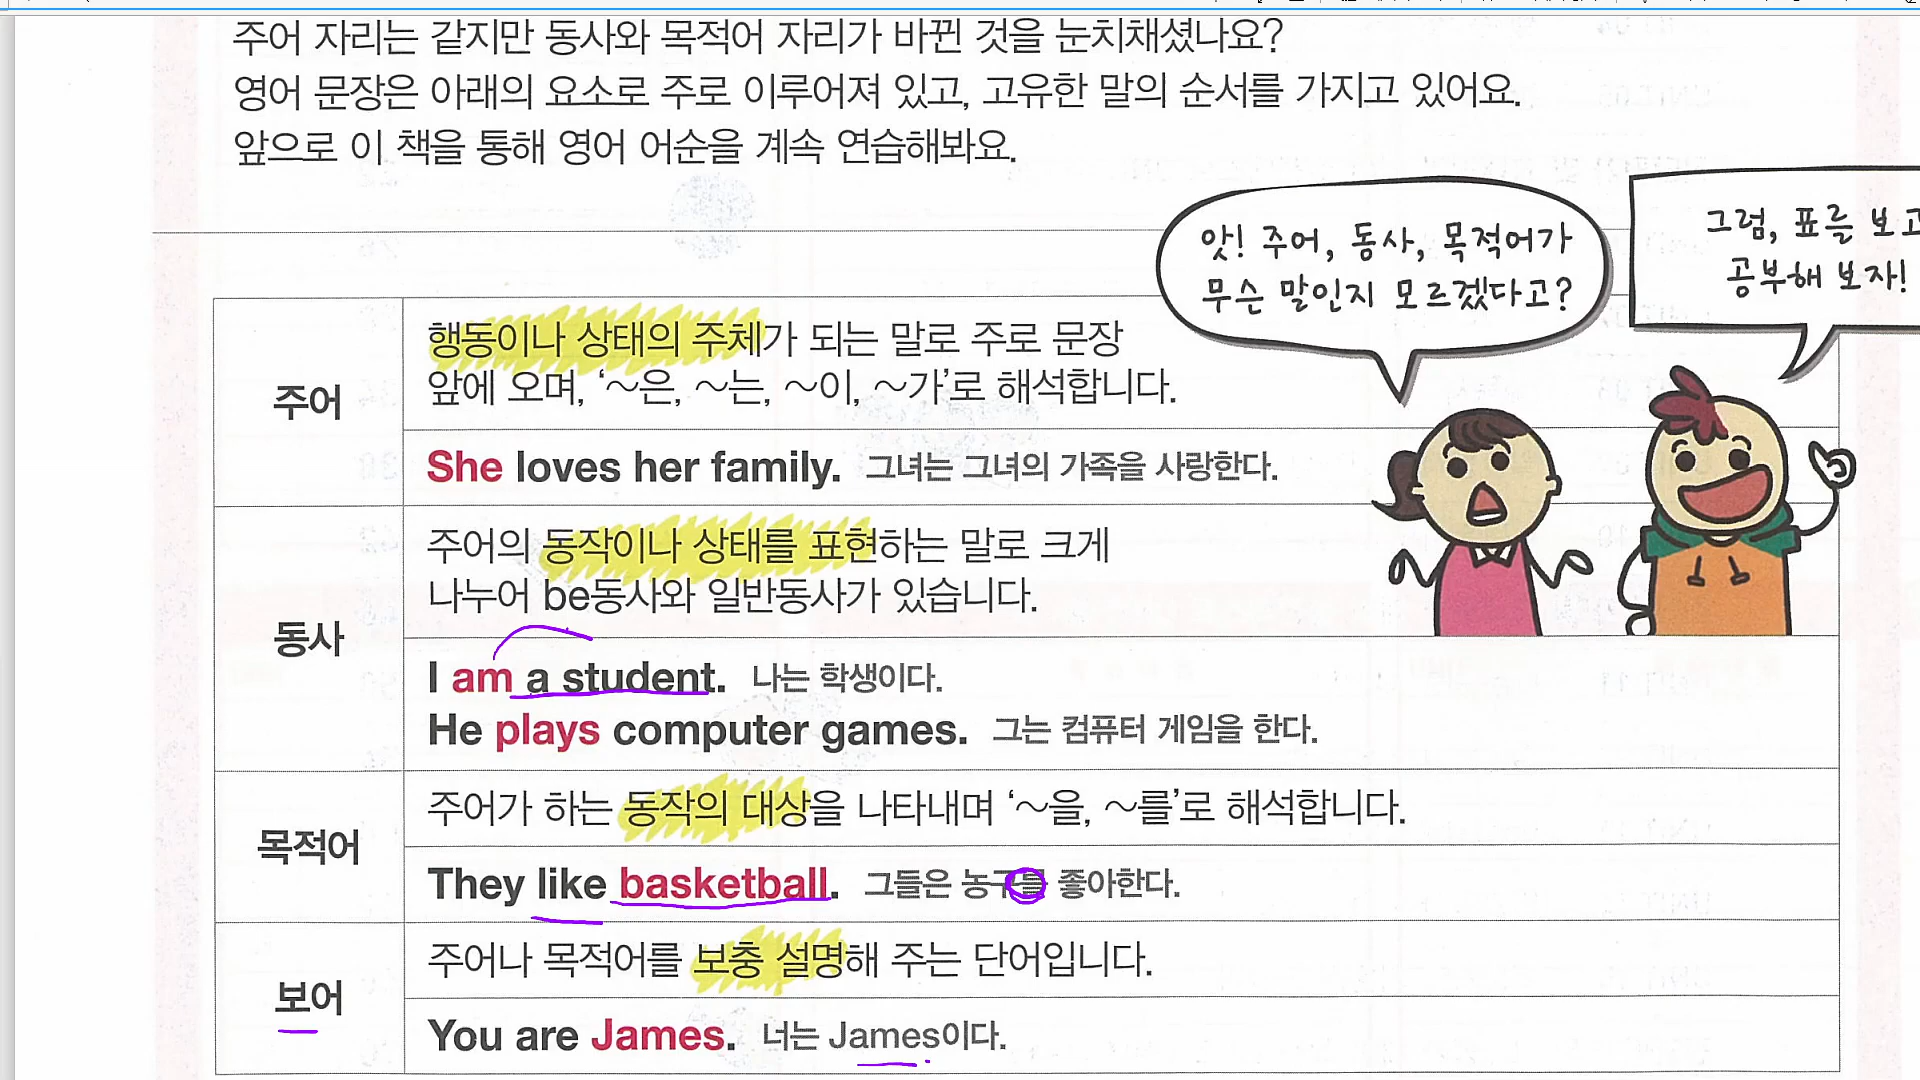 주어 자리는 같지만 동사와 목적어 자리가 바뀐 것을 눈치채셨나요?
영어 문장은 아래의 요소로 주로 이루어져 있고, 고유한 말의 순서를 가지고 있어요.
앞으로 이 책을 통해 영어 어순을 계속 연습해봐요.
앗! 주어, 동사, 목적어가
무슨 말인지 모르겠다고?
그럼, 표를 보고
공부해 보자!
주어
행동이나 상태의 주체가 되는 말로 주로 문장
앞에 오며, ‘～은, ～는, ～이, ～가’로 해석합니다.
She loves her family. 그녀는 그녀의 가족을 사랑한다.
동사
주어의 동작이나 상태를 표현하는 말로 크게
나누어 be동사와 일반동사가 있습니다.
I am a student. 나는 학생이다.
He plays computer games. 그는 컴퓨터 게임을 한다.
목적어
주어가 하는 동작의 대상을 나타내며 ‘～을, ～를’로 해석합니다.
They like basketball. 그들은 농구를 좋아한다.
보어
주어나 목적어를 보충 설명해 주는 단어입니다.
You are James. 너는 James이다.